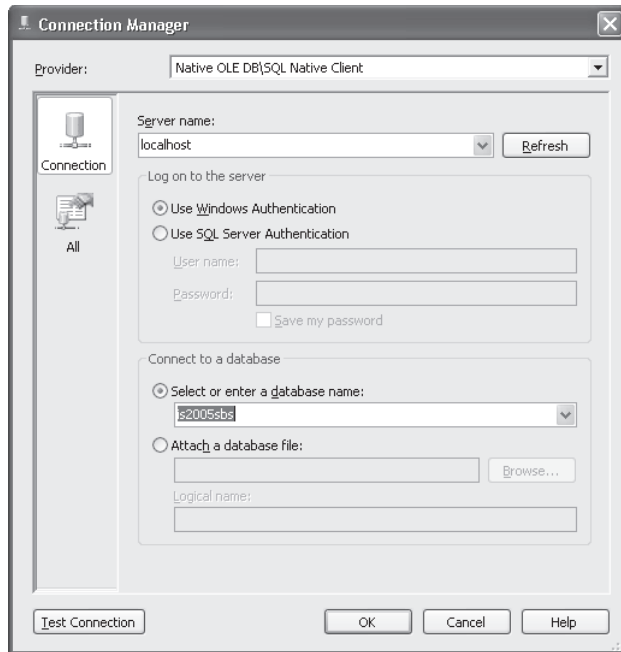 Connection Manager
Provider: Native OLE DB\SQL Native Client
Connection
All
Server name:
localhost Refresh
Log on to the server
Use Windows Authentication
Use SQL Server Authentication
User name:
Password:
Save my password
Connect to a database
Select or enter a database name:
is2005sbs
Attach a database file:
Browse...
Logical name:
Test Connection OK Cancel Help